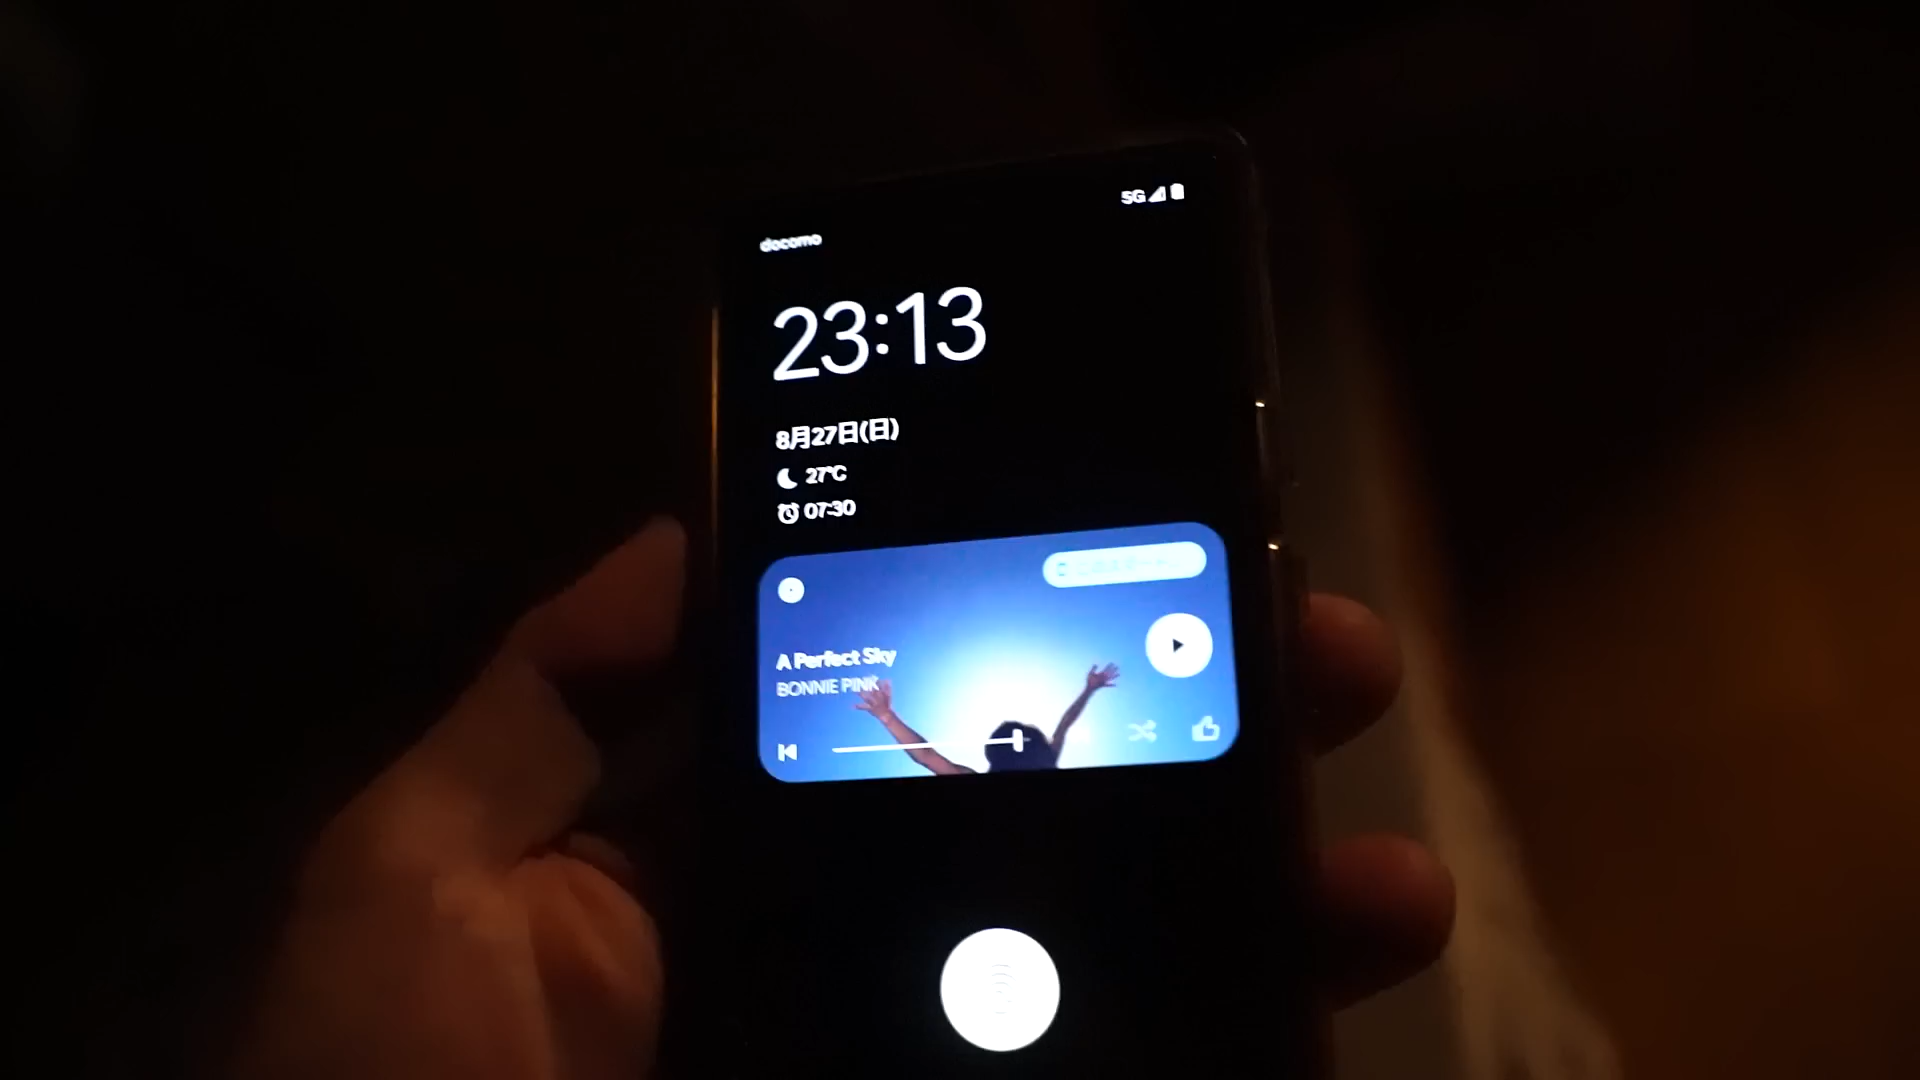 5G
docomo
23:13
8月27日(日)
27°C
07:30
A Perfect Sky
BONNIE PINK